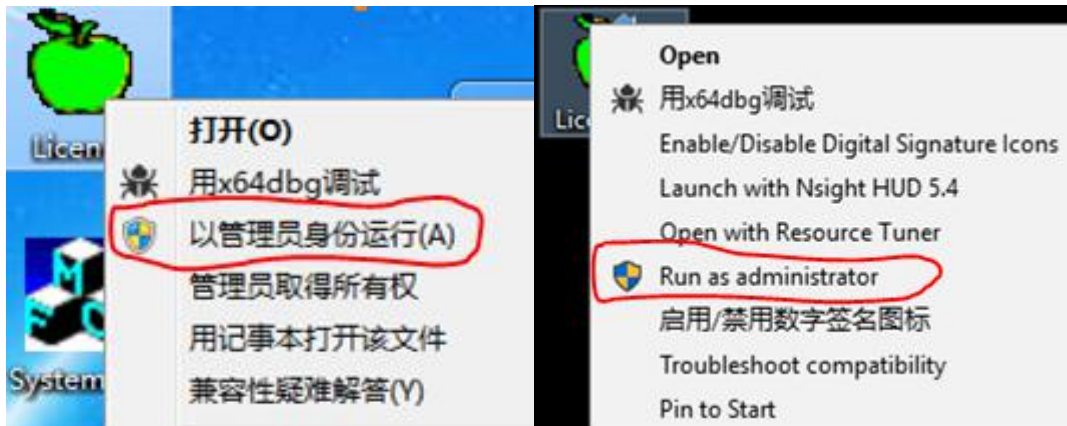 Licen
打开(O)
用x64dbg调试
以管理员身份运行(A)
管理员取得所有权
用记事本打开该文件
兼容性疑难解答(Y)
M
F C
System
Lic
Open
用x64dbg调试
Enable/Disable Digital Signature Icons
Launch with Nsight HUD 5.4
Open with Resource Tuner
Run as administrator
启用/禁用数字签名图标
Troubleshoot compatibility
Pin to Start